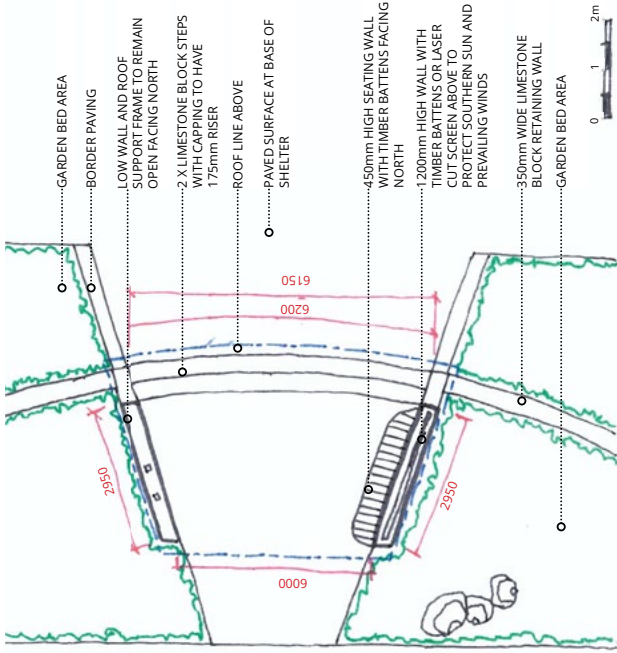 GARDEN BED AREA
BORDER PAVING
LOW WALL AND ROOF
SUPPORT FRAME TO REMAIN
OPEN FACING NORTH
2 X LIMESTONE BLOCK STEPS
WITH CAPPING TO HAVE
175mm RISER
ROOF LINE ABOVE
PAVED SURFACE AT BASE OF
SHELTER
450mm HIGH SEATING WALL
WITH TIMBER BATTENS FACING
NORTH
1200mm HIGH WALL WITH
TIMBER BATTENS OR LASER
CUT SCREEN ABOVE TO
PROTECT SOUTHERN SUN AND
PREVAILING WINDS
350mm WIDE LIMESTONE
BLOCK RETAINING WALL
GARDEN BED AREA
2950
6150
6200
6000
2950
0 1 2m